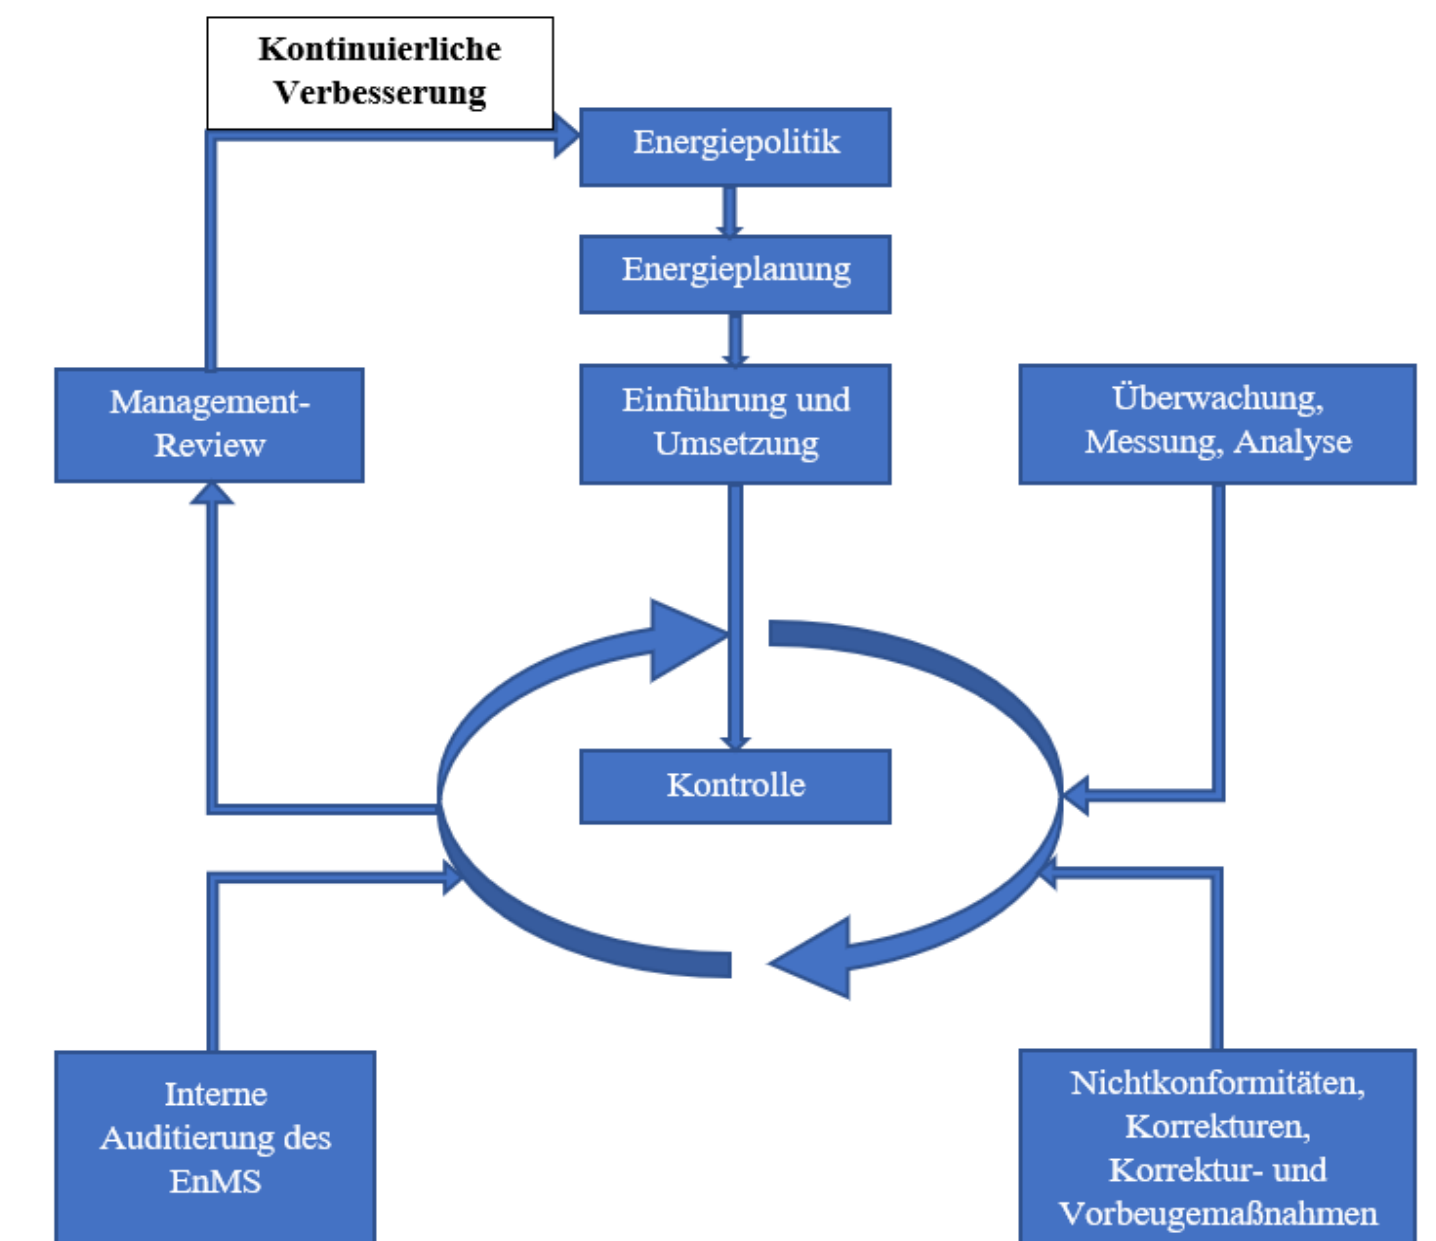 Kontinuierliche
Verbesserung
Energiepolitik
Energieplanung
Einführung und
Umsetzung
Management-
Review
Überwachung,
Messung, Analyse
Kontrolle
Interne
Auditierung des
EnMS
Nichtkonformitäten,
Korrekturen,
Korrektur- und
Vorbeugemaßnahmen